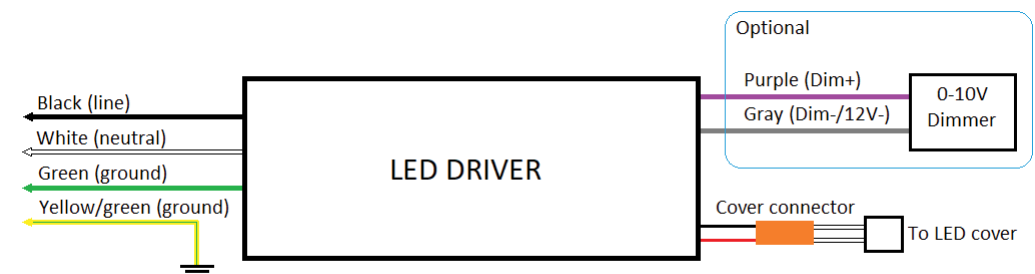 Optional
Purple (Dim+)
Gray (Dim-/12V-)
0-10V
Dimmer
Black (line)
White (neutral)
Green (ground)
Yellow/green (ground)
LED DRIVER
Cover connector
To LED cover